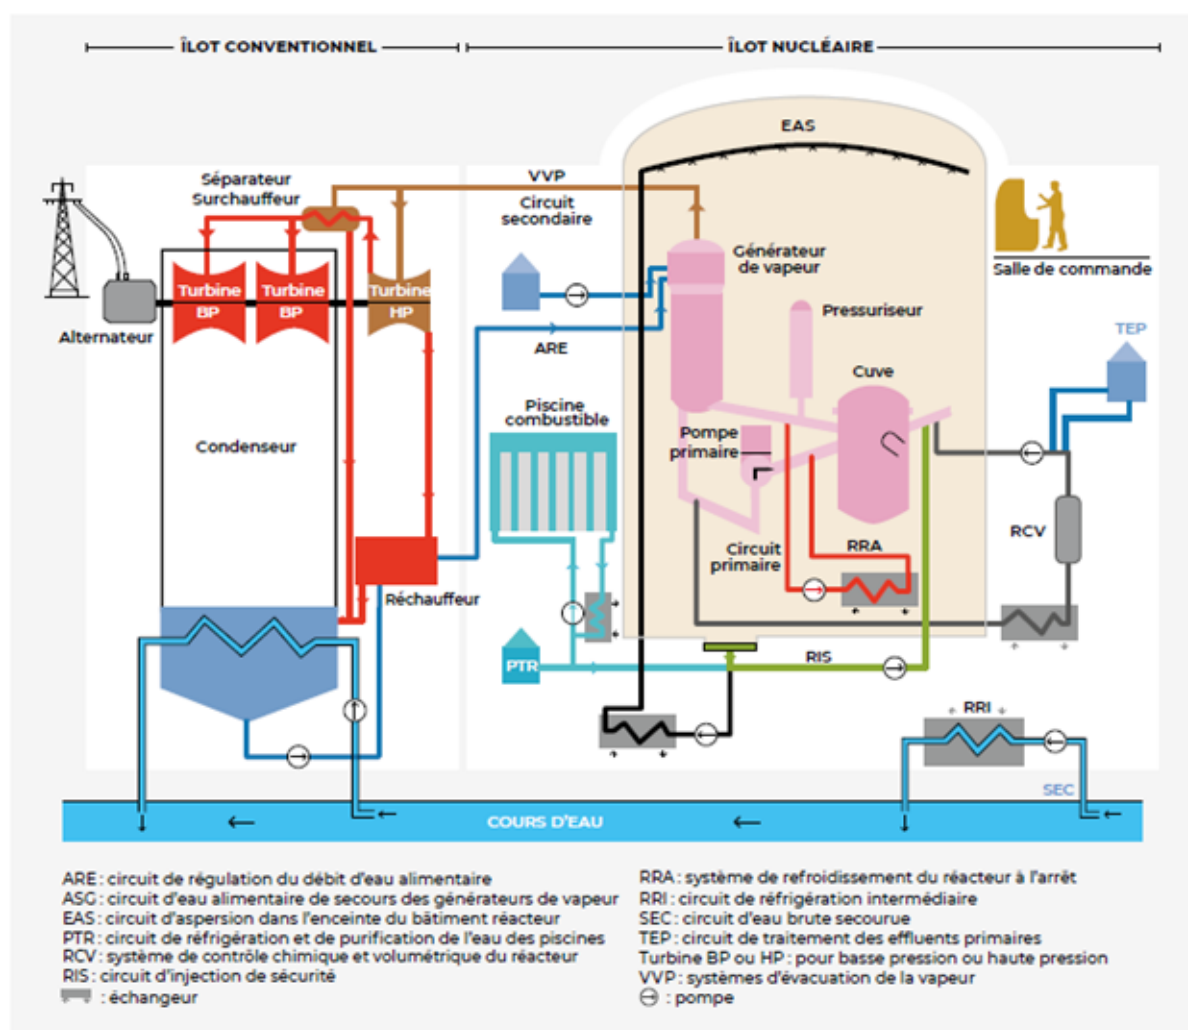 ÎLOT CONVENTIONNEL
ÎLOT NUCLÉAIRE
EAS
VVP
Circuit
secondaire
Séparateur
Surchauffeur
Générateur
de vapeur
Salle de commande
Turbine
BP
Turbine
BP
Turbine
HP
Alternateur
Pressuriseur
TEP
ARE
Cuve
Piscine
combustible
Pompe
primaire
Condenseur
RCV
Circuit
primaire
RRA
Réchauffeur
PTR
RIS
RRI
SEC
COURS D'EAU
ARE : circuit de régulation du débit d'eau alimentaire
ASG : circuit d'eau alimentaire de secours des générateurs de vapeur
EAS : circuit d'aspersion dans l'enceinte du bâtiment réacteur
PTR : circuit de réfrigération et de purification de l'eau des piscines
RCV : système de contrôle chimique et volumétrique du réacteur
RIS : circuit d'injection de sécurité
: échangeur
RRA : système de refroidissement du réacteur à l'arrêt
RRI : circuit de réfrigération intermédiaire
SEC : circuit d'eau brute secourue
TEP : circuit de traitement des effluents primaires
Turbine BP ou HP : pour basse pression ou haute pression
VVP : systèmes d'évacuation de la vapeur
: pompe